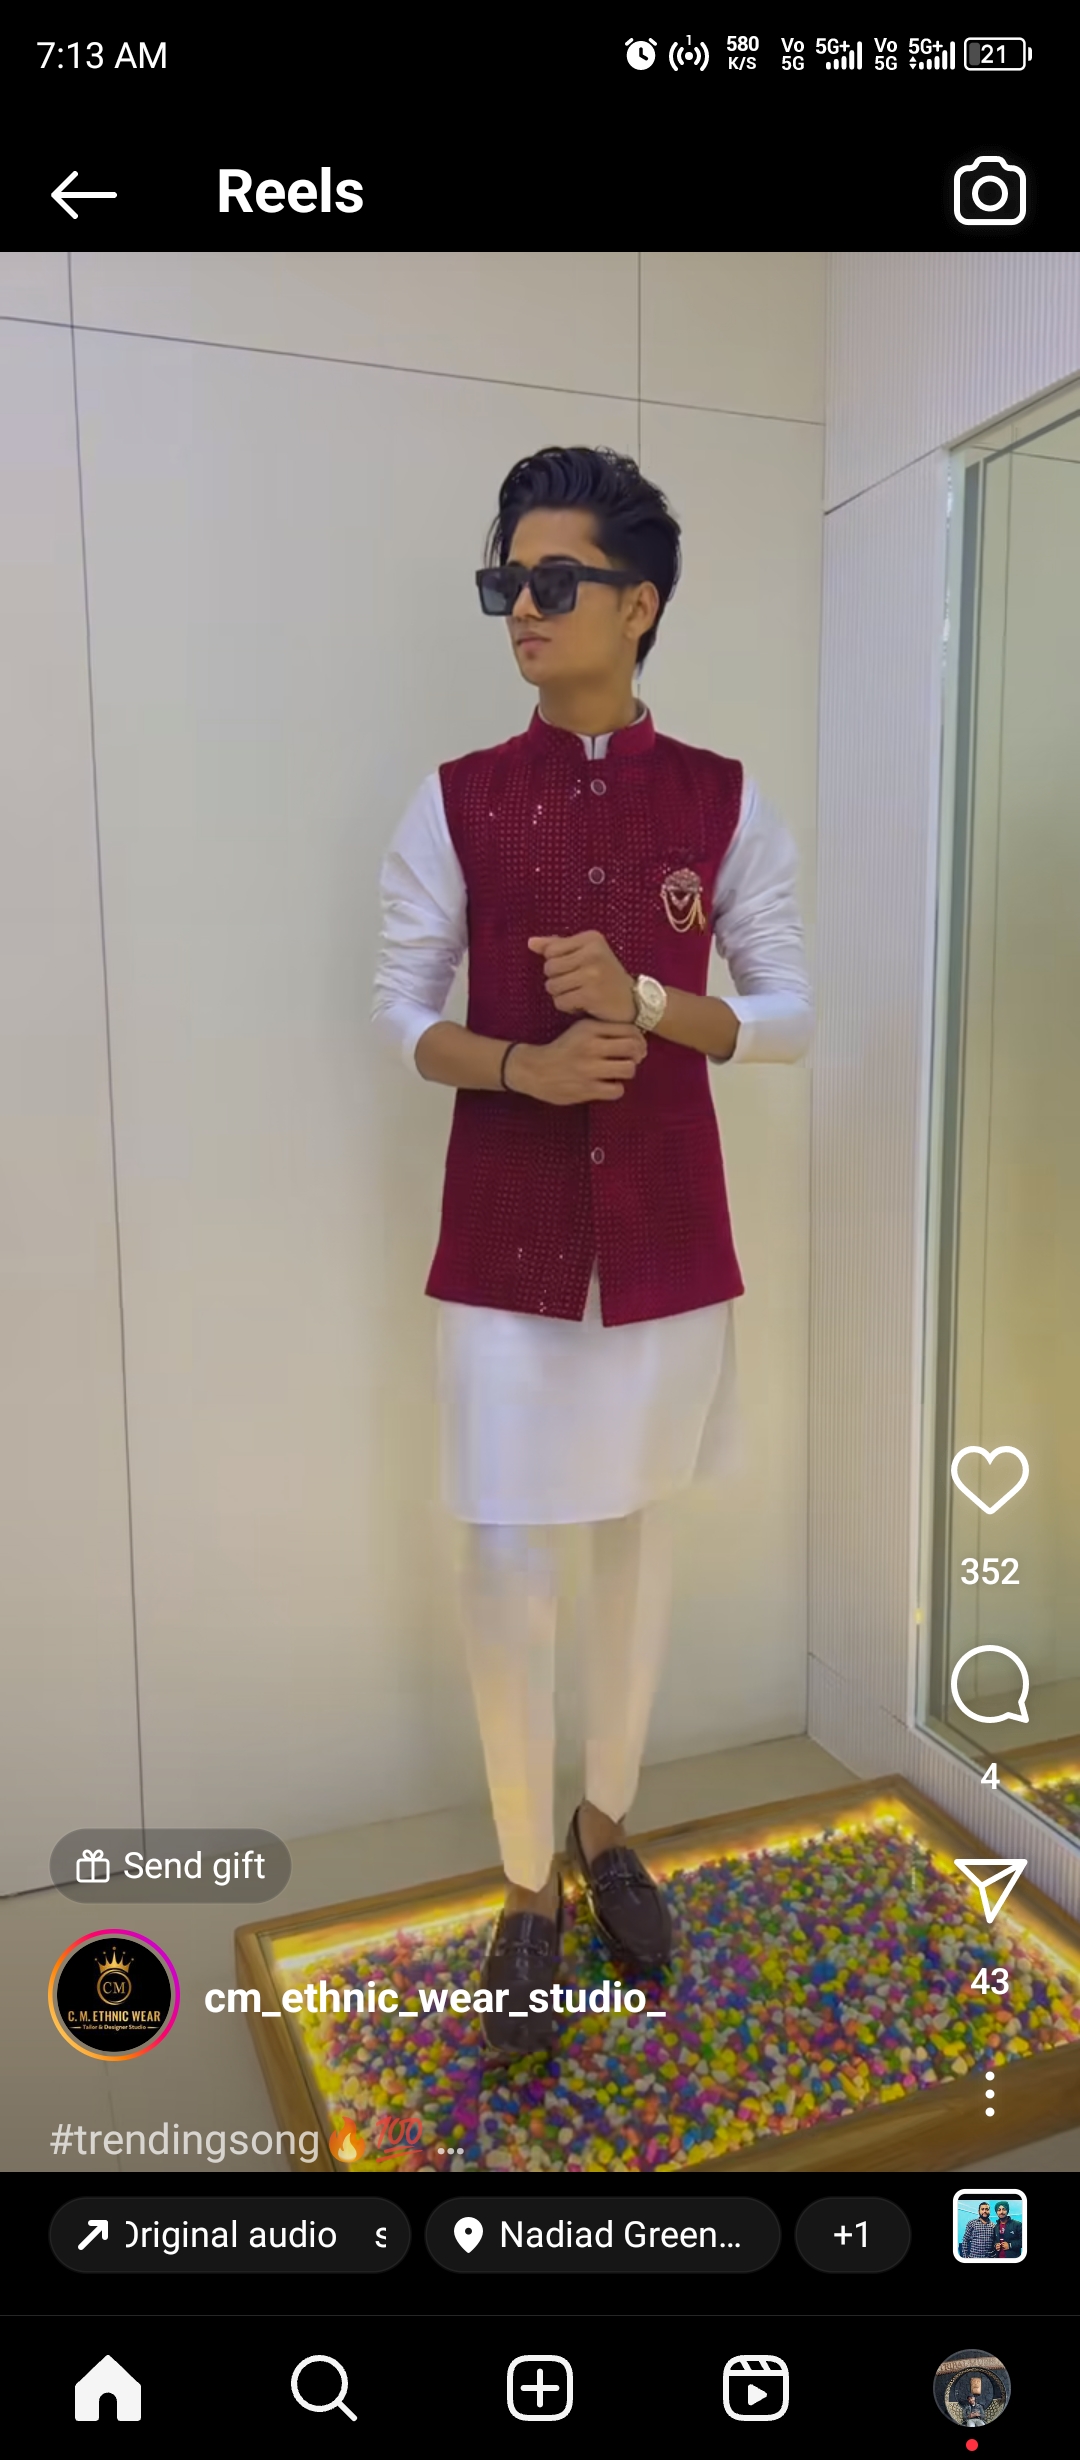 7:13 AM
1
580
K/S
Vo
5G
5G+
Vo
5G
5G+
21
Reels
352
4
Send gift
43
CM
C. M. ETHNIC WEAR
Tailor & Designer Studio
cm_ethnic_wear_studio_
#trendingsong🔥💯 ...
Original audio s
Nadiad Green...
+1